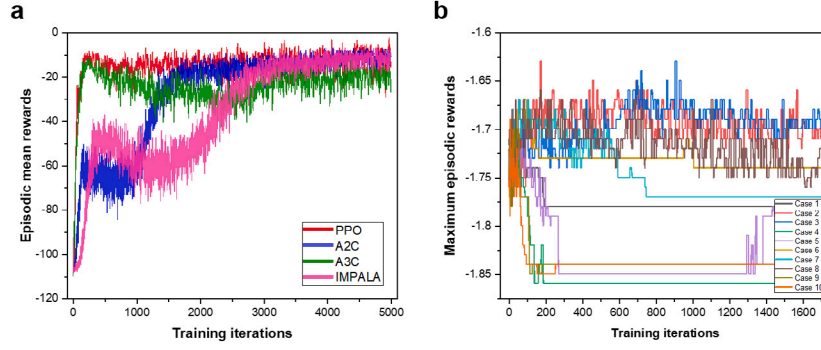 a
Episodic mean rewards
0
-20
-40
-60
-80
-100
-120
PPO
A2C
A3C
IMPALA
0 1000 2000 3000 4000 5000
Training iterations
b
Maximum episodic rewards
-1.6
-1.65
-1.7
-1.75
-1.8
-1.85
Case 1
Case 2
Case 3
Case 4
Case 5
Case 6
Case 7
Case 8
Case 9
Case 10
0 200 400 600 800 1000 1200 1400 1600
Training iterations